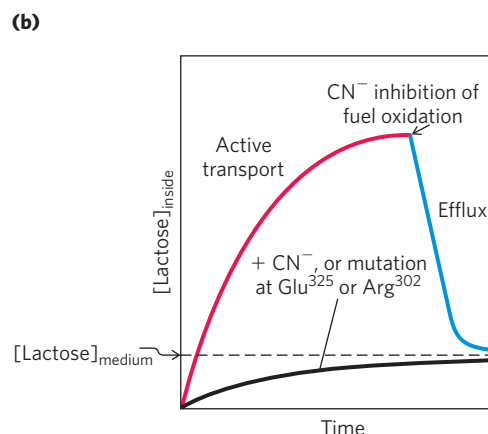 (b)
CN⁻ inhibition of
fuel oxidation
Active
transport
Efflux
[Lactose]inside
+ CN⁻, or mutation
at Glu³²⁵ or Arg³⁰²
[Lactose]medium
Time